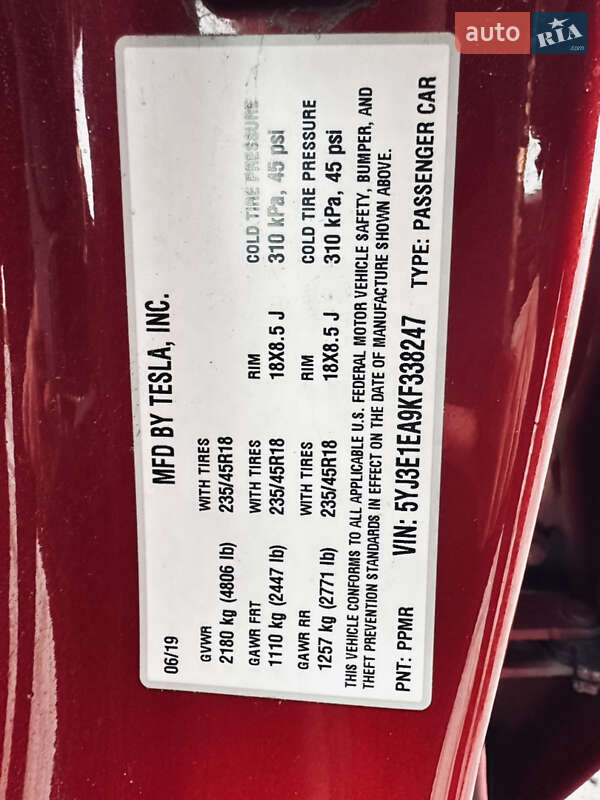 auto RIA.com
06/19 MFD BY TESLA, INC.
GVWR WITH TIRES
2180 kg (4806 lb) 235/45R18
GAWR FRT WITH TIRES RIM COLD TIRE PRESSURE
1110 kg (2447 lb) 235/45R18 18X8.5 J 310 kPa, 45 psi
GAWR RR WITH TIRES RIM COLD TIRE PRESSURE
1257 kg (2771 lb) 235/45R18 18X8.5 J 310 kPa, 45 psi
THIS VEHICLE CONFORMS TO ALL APPLICABLE U.S. FEDERAL MOTOR VEHICLE SAFETY, BUMPER, AND
THEFT PREVENTION STANDARDS IN EFFECT ON THE DATE OF MANUFACTURE SHOWN ABOVE.
PNT: PPMR VIN: 5YJ3E1EA9KF338247 TYPE: PASSENGER CAR